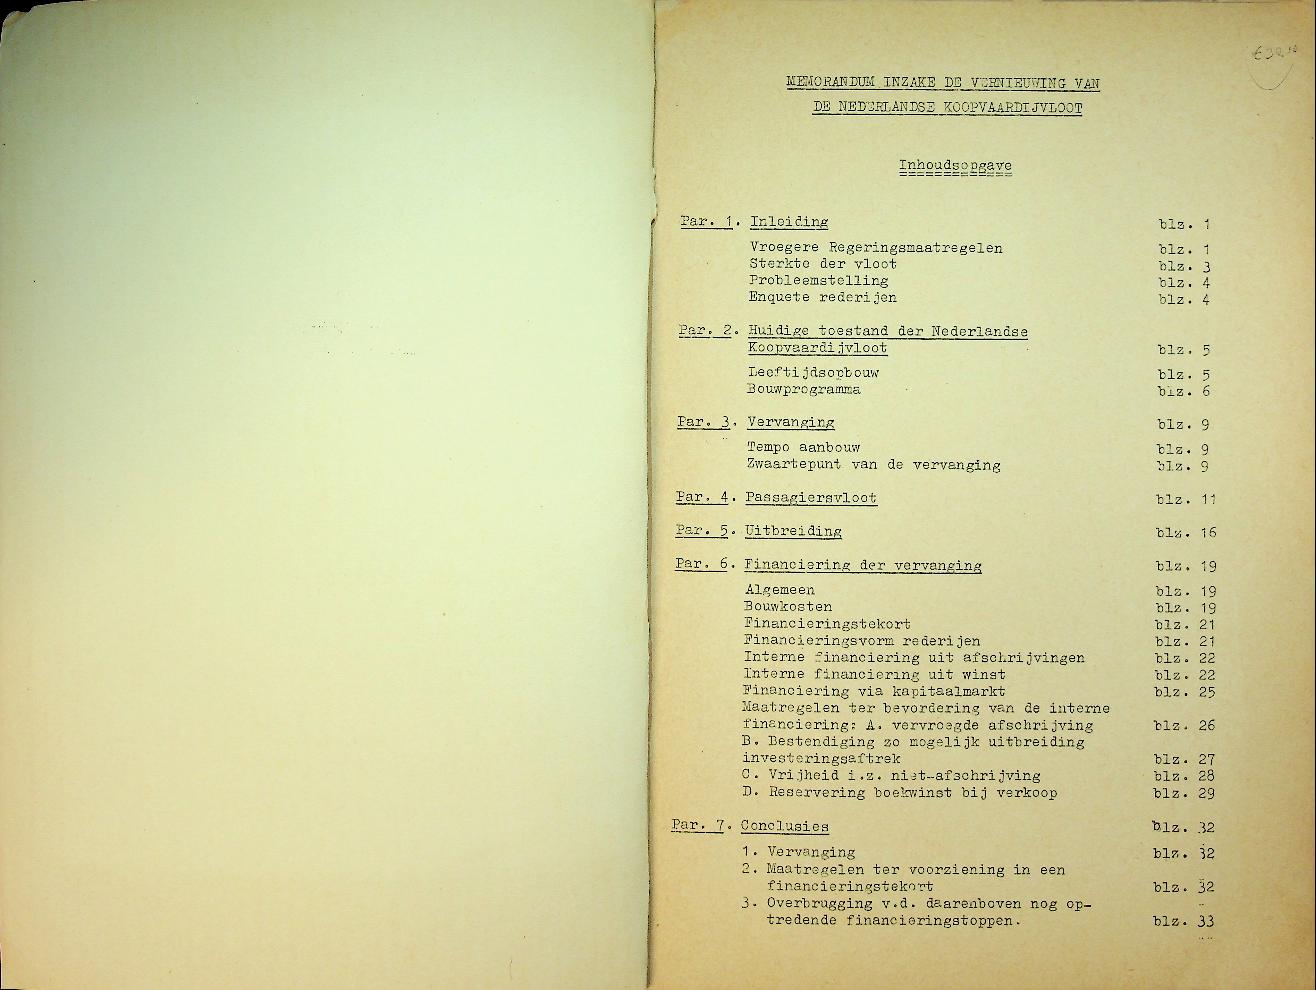 MEMORANDUM INZAKE DE VERNIEUWING VAN
DE NEDERLANDSE KOOPVAARDIJVLOOT
Inhoudsopgave
Par. 1. Inleiding blz. 1
Vroegere Regeringsmaatregelen blz. 1
Sterkte der vloot blz. 3
Probleemstelling blz. 4
Enquete rederijen blz. 4
Par. 2. Huidige toestand der Nederlandse
Koopvaardijvloot blz. 5
Leeftijdsopbouw blz. 5
Bouwprogramma blz. 6
Par. 3. Vervanging blz. 9
Tempo aanbouw blz. 9
Zwaartepunt van de vervanging blz. 9
Par. 4. Passagiersvloot blz. 11
Par. 5. Uitbreiding blz. 16
Par. 6. Financiering der vervanging blz. 19
Algemeen blz. 19
Bouwkosten blz. 19
Financieringstekort blz. 21
Financieringsvorm rederijen blz. 21
Interne financiering uit afschrijvingen blz. 22
Interne financiering uit winst blz. 22
Financiering via kapitaalmarkt blz. 25
Maatregelen ter bevordering van de interne
financiering: A. vervroegde afschrijving blz. 26
B. Bestendiging zo mogelijk uitbreiding
investeringsaftrek blz. 27
C. Vrijheid i.z. niet-afschrijving blz. 28
D. Reservering boekwinst bij verkoop blz. 29
Par. 7. Conclusies blz. 32
1. Vervanging blz. 32
2. Maatregelen ter voorziening in een
financieringstekort blz. 32
3. Overbrugging v.d. daarenboven nog op-
tredende financieringstoppen. blz. 33